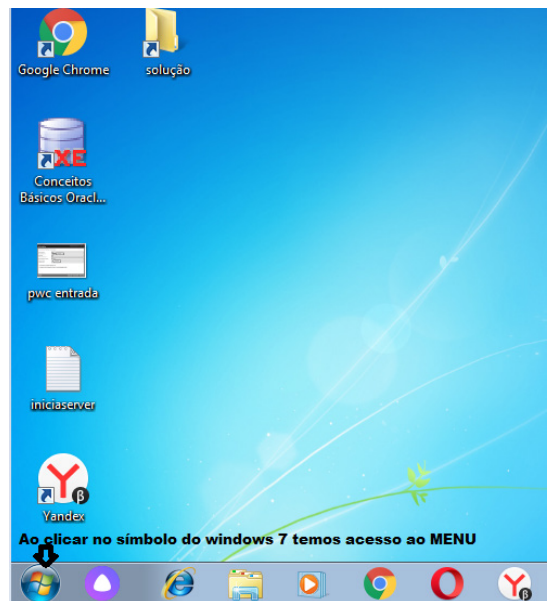 Google Chrome
solução
Conceitos
Básicos Oracl...
pwc entrada
iniciaserver
Yandex
Ao clicar no símbolo do windows 7 temos acesso ao MENU